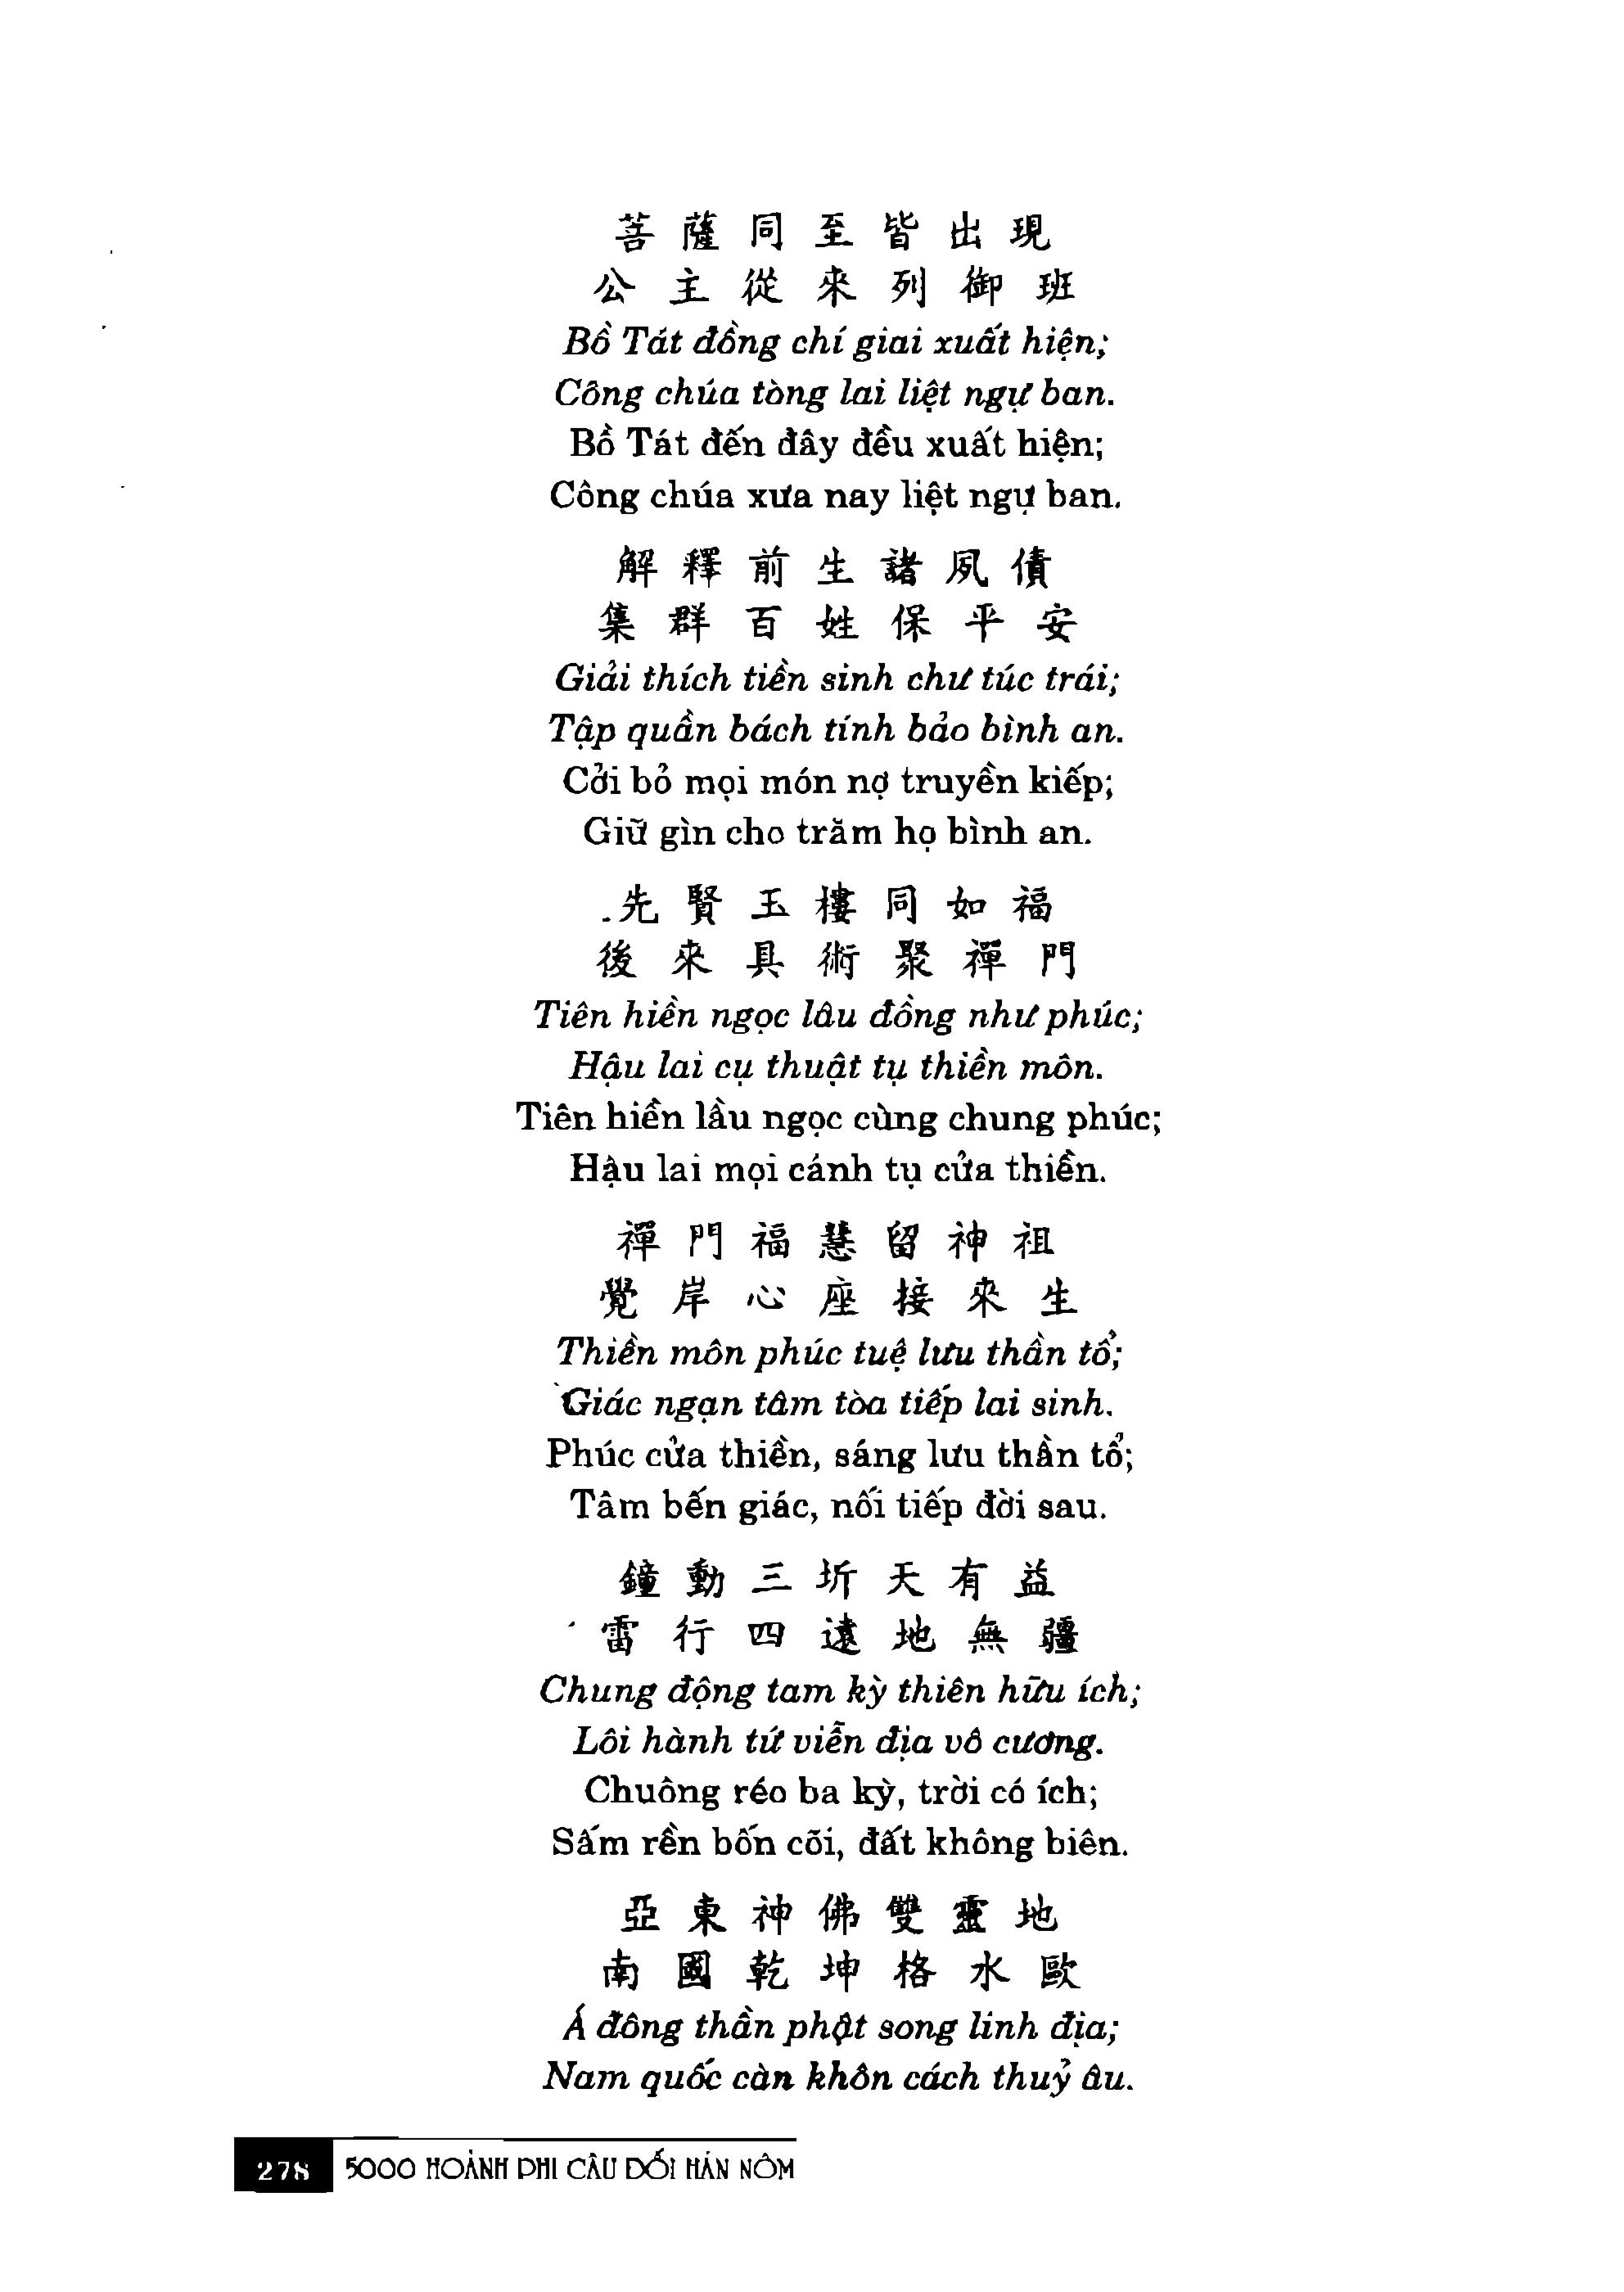 菩薩同至皆出現
公主從來列御班
Bồ Tát đồng chí giai xuất hiện;
Công chúa tòng lai liệt ngự ban.
Bồ Tát đến đây đều xuất hiện;
Công chúa xưa nay liệt ngự ban.
解釋前生諸夙債
集群百姓保平安
Giải thích tiền sinh chư túc trái;
Tập quần bách tính bảo bình an.
Cởi bỏ mọi món nợ truyền kiếp;
Giữ gìn cho trăm họ bình an.
先賢玉樓同如福
後來具術聚禪門
Tiên hiền ngọc lâu đồng như phúc;
Hậu lai cụ thuật tụ thiền môn.
Tiên hiền lầu ngọc cùng chung phúc;
Hậu lai mọi cánh tụ cửa thiền.
禪門福慧留神祖
覺岸心座接來生
Thiền môn phúc tuệ lưu thần tổ;
Giác ngạn tâm tòa tiếp lai sinh.
Phúc cửa thiền, sáng lưu thần tổ;
Tâm bến giác, nối tiếp đời sau.
鐘動三圻天有益
雷行四遠地無疆
Chung động tam kỳ thiên hữu ích;
Lôi hành tứ viễn địa vô cương.
Chuông réo ba kỳ, trời có ích;
Sấm rền bốn cõi, đất không biên.
亞東神佛雙靈地
南國乾坤格水歐
Á đông thần phật song linh địa;
Nam quốc càn khôn cách thuỷ âu.
278 5000 HOÀNH PHI CÂU ĐỐI HÁN NÔM